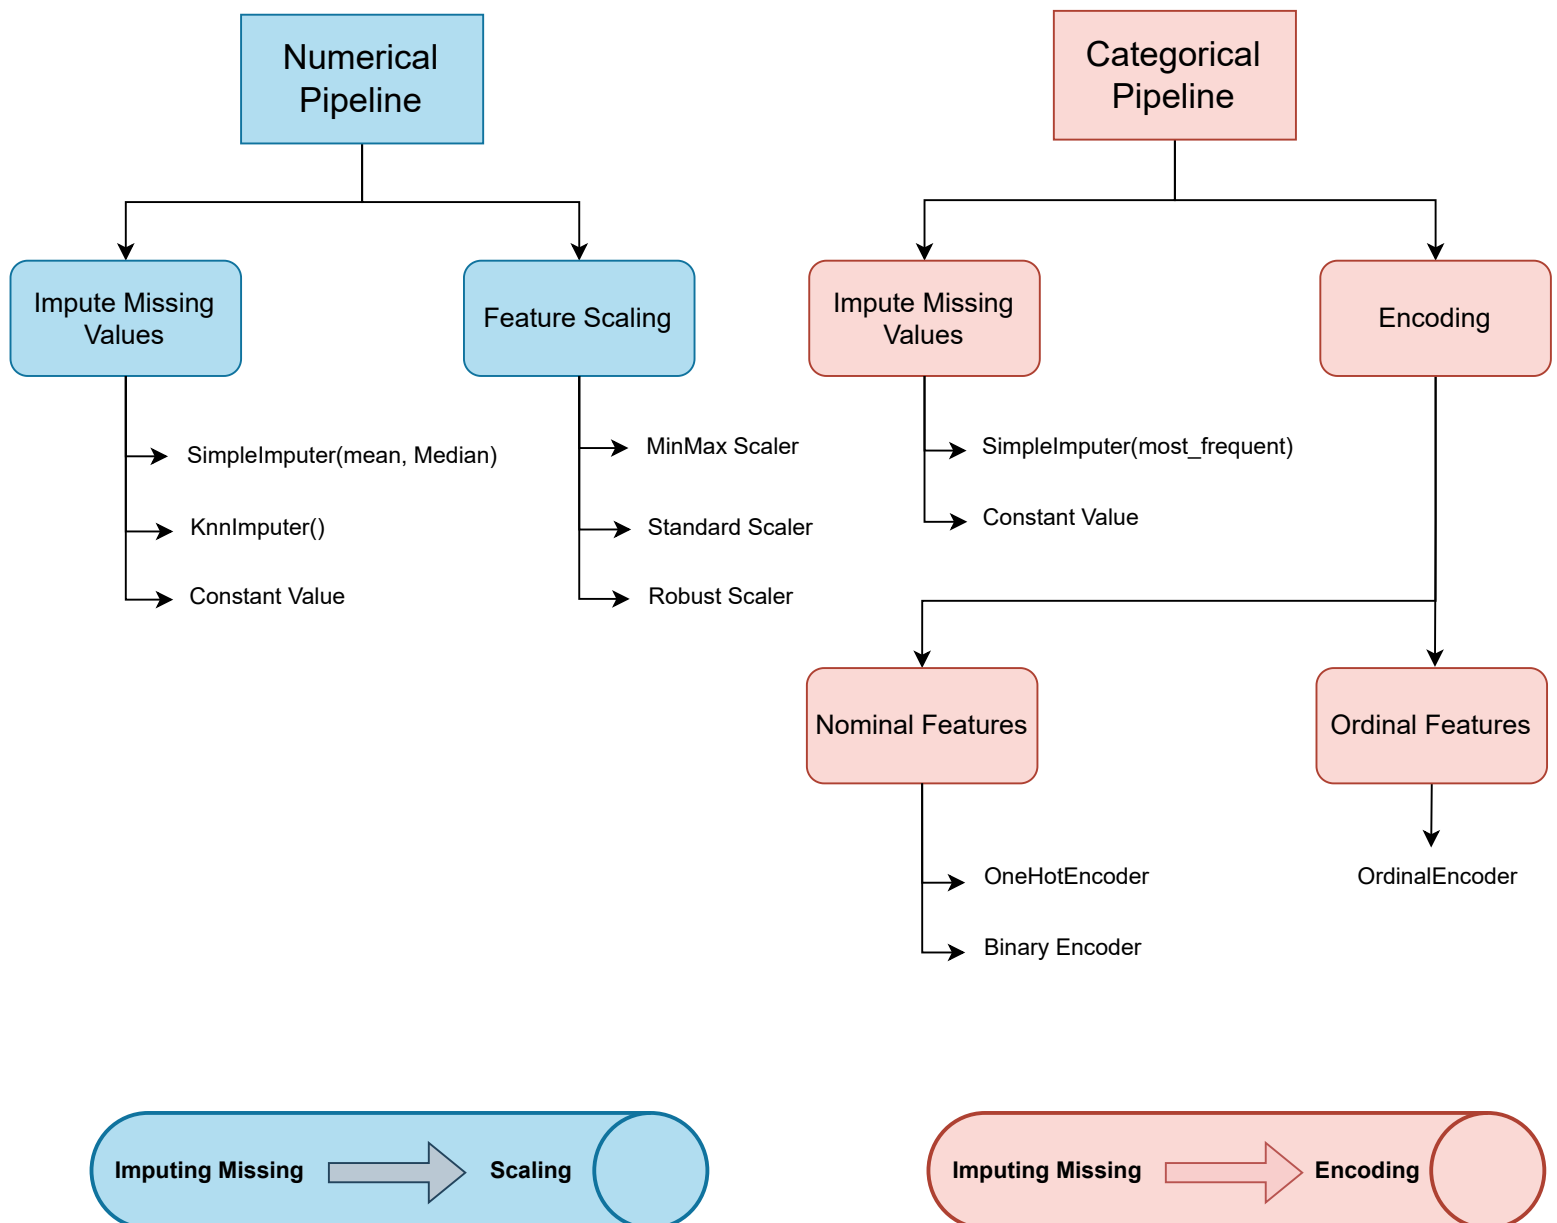 Numerical
Pipeline
Categorical
Pipeline
Impute Missing
Values
Feature Scaling
Impute Missing
Values
Encoding
SimpleImputer(mean, Median)
KnnImputer()
Constant Value
MinMax Scaler
Standard Scaler
Robust Scaler
SimpleImputer(most_frequent)
Constant Value
Nominal Features
Ordinal Features
OneHotEncoder
Binary Encoder
OrdinalEncoder
Imputing Missing
Scaling
Imputing Missing
Encoding